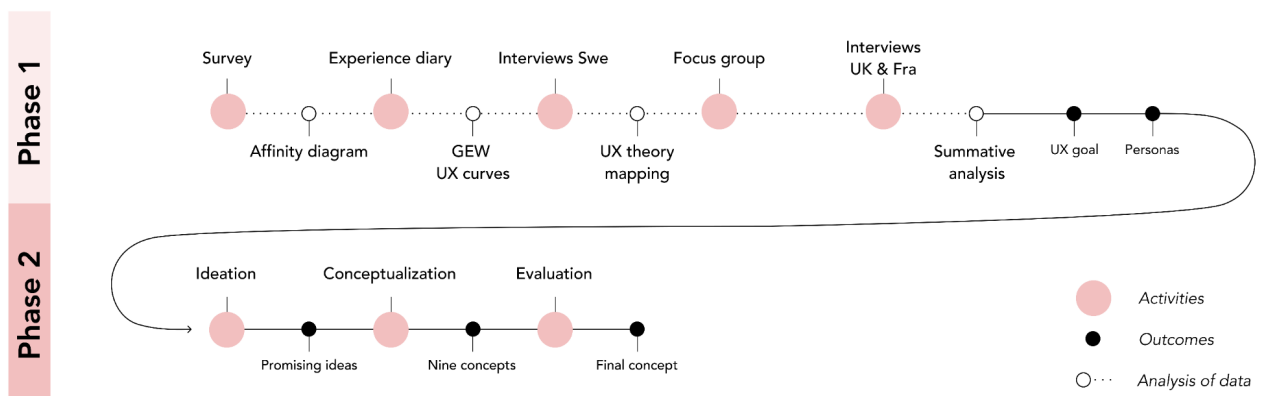 Phase 1
Survey
Experience diary
Interviews Swe
Focus group
Interviews
UK & Fra
Affinity diagram
GEW
UX curves
UX theory
mapping
Summative
analysis
UX goal
Personas
Phase 2
Ideation
Conceptualization
Evaluation
Promising ideas
Nine concepts
Final concept
Activities
Outcomes
Analysis of data